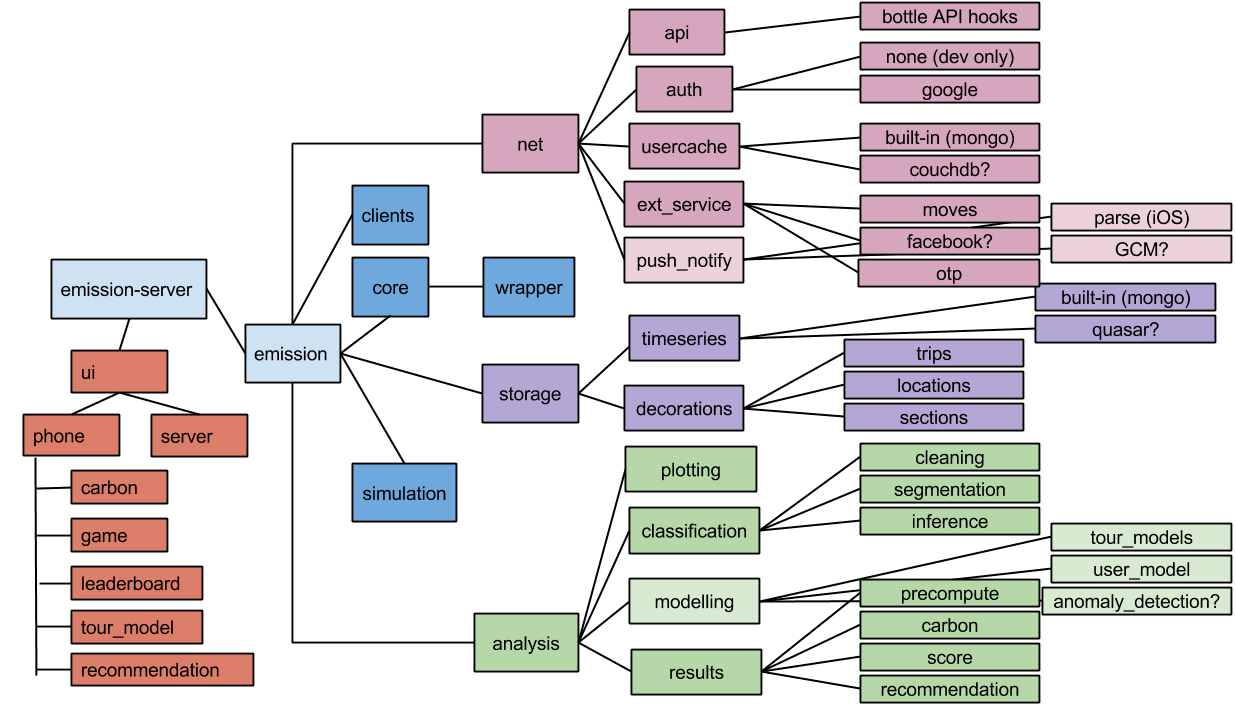 emission-server
ui
phone
server
carbon
game
leaderboard
tour_model
recommendation
emission
clients
core
wrapper
simulation
net
api
bottle API hooks
auth
none (dev only)
google
usercache
built-in (mongo)
couchdb?
ext_service
moves
facebook?
otp
push_notify
parse (iOS)
GCM?
storage
timeseries
built-in (mongo)
quasar?
decorations
trips
locations
sections
analysis
plotting
classification
cleaning
segmentation
inference
modelling
tour_models
user_model
anomaly_detection?
results
precompute
carbon
score
recommendation